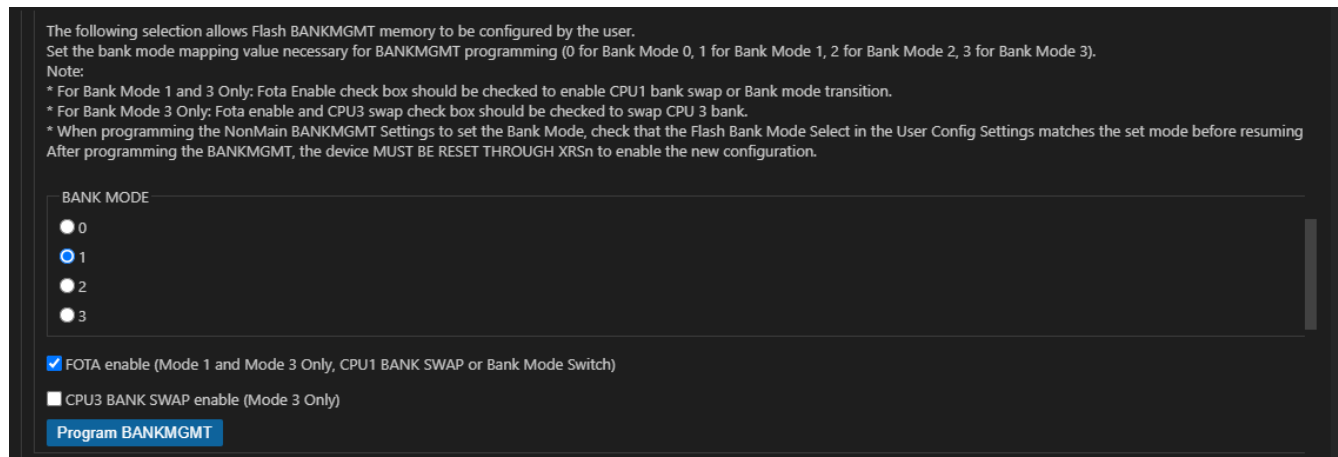 The following selection allows Flash BANKMGMT memory to be configured by the user.
Set the bank mode mapping value necessary for BANKMGMT programming (0 for Bank Mode 0, 1 for Bank Mode 1, 2 for Bank Mode 2, 3 for Bank Mode 3).
Note:
* For Bank Mode 1 and 3 Only: Fota Enable check box should be checked to enable CPU1 bank swap or Bank mode transition.
* For Bank Mode 3 Only: Fota enable and CPU3 swap check box should be checked to swap CPU 3 bank.
* When programming the NonMain BANKMGMT Settings to set the Bank Mode, check that the Flash Bank Mode Select in the User Config Settings matches the set mode before resuming
After programming the BANKMGMT, the device MUST BE RESET THROUGH XRSn to enable the new configuration.
BANK MODE
0
1
2
3
FOTA enable (Mode 1 and Mode 3 Only, CPU1 BANK SWAP or Bank Mode Switch)
CPU3 BANK SWAP enable (Mode 3 Only)
Program BANKMGMT